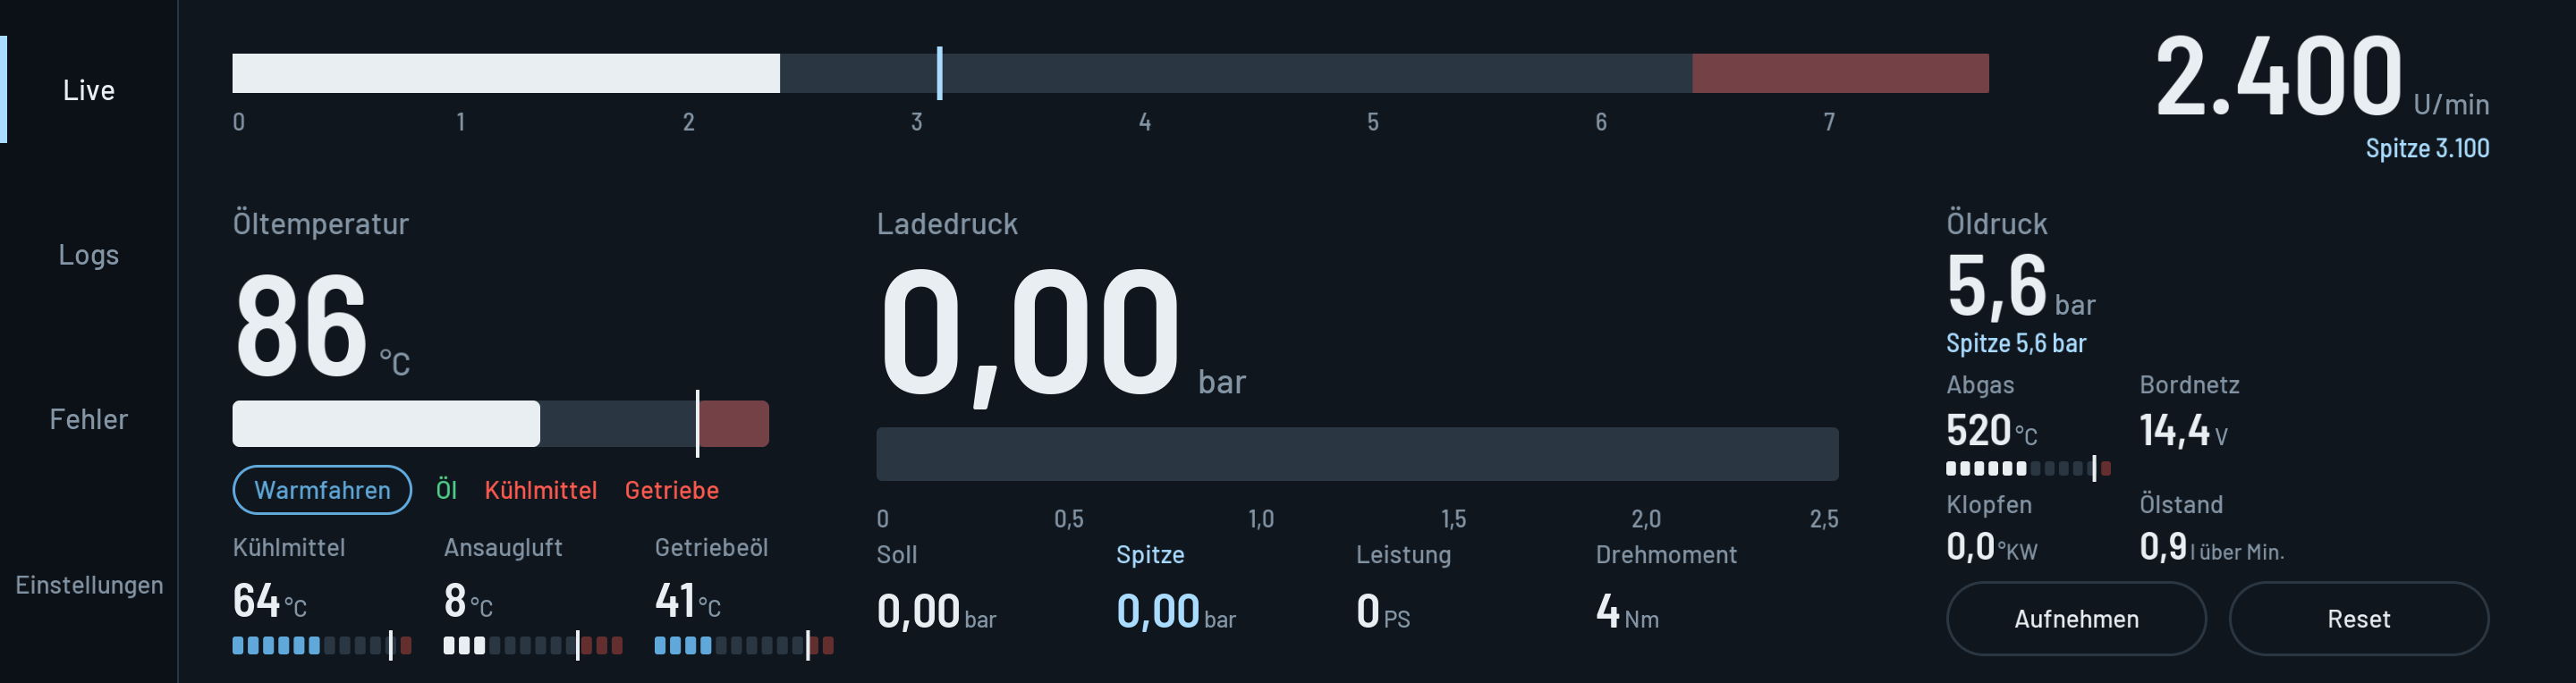 Live
Logs
Fehler
Einstellungen
0 1 2 3 4 5 6 7
2.400 U/min
Spitze 3.100
Öltemperatur
86 °C
Warmfahren Öl Kühlmittel Getriebe
Kühlmittel Ansaugluft Getriebeöl
64 °C 8 °C 41 °C
Ladedruck
0,00 bar
0 0,5 1,0 1,5 2,0 2,5
Soll Spitze Leistung Drehmoment
0,00 bar 0,00 bar 0 PS 4 Nm
Öldruck
5,6 bar
Spitze 5,6 bar
Abgas Bordnetz
520 °C 14,4 V
Klopfen Ölstand
0,0 °KW 0,9 l über Min.
Aufnehmen Reset